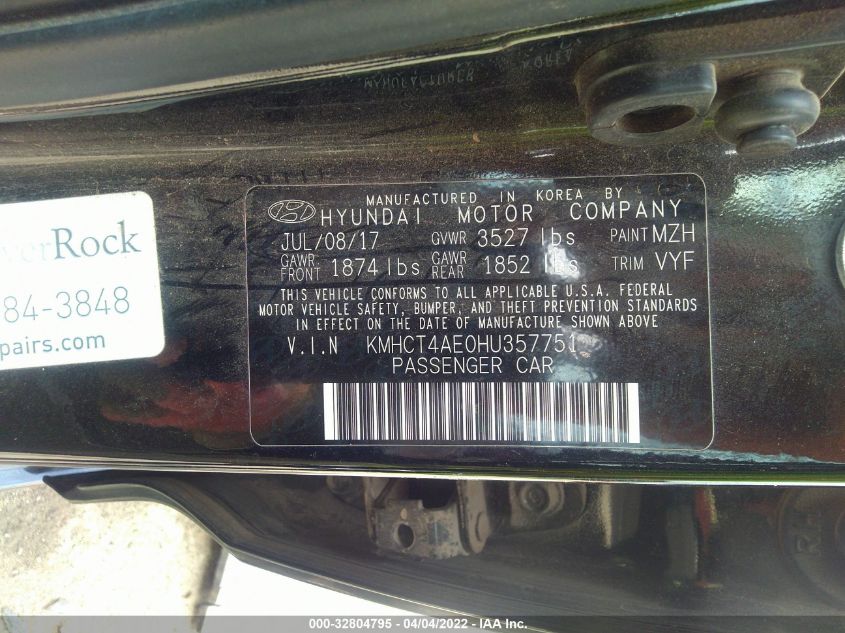 MANUFACTURED IN KOREA BY
HYUNDAI MOTOR COMPANY
JUL/08/17 GVWR 3527 lbs PAINT MZH
GAWR FRONT 1874 lbs GAWR REAR 1852 lbs TRIM VYF
THIS VEHICLE CONFORMS TO ALL APPLICABLE U.S.A. FEDERAL
MOTOR VEHICLE SAFETY, BUMPER, AND THEFT PREVENTION STANDARDS
IN EFFECT ON THE DATE OF MANUFACTURE SHOWN ABOVE
V.I.N KMHCT4AE0HU357751
PASSENGER CAR
verRock
84-3848
pairs.com
RH
000-32804795 - 04/04/2022 - IAA Inc.